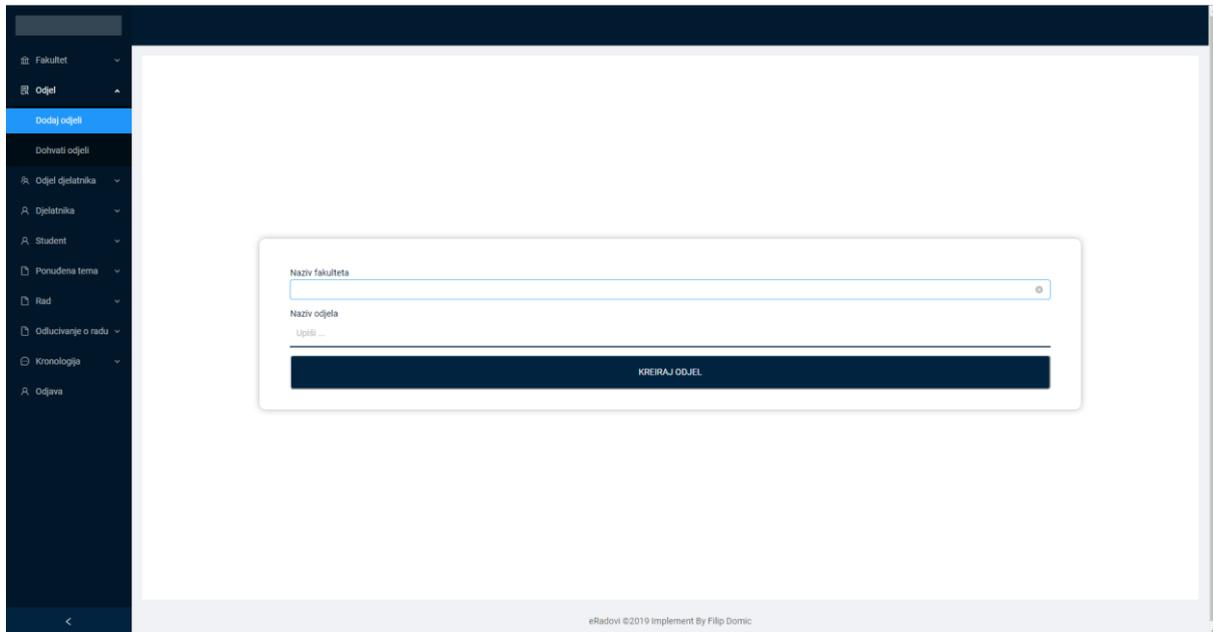 Fakultet
Odjel
Dodaj odjeli
Dohvati odjeli
Odjel djelatnika
Djelatnika
Student
Ponuđena tema
Rad
Odlucivanje o radu
Kronologija
Odjava
Naziv fakulteta
Naziv odjela
Upiši ...
KREIRAJ ODJEL
eRadovi ©2019 Implement By Filip Domic